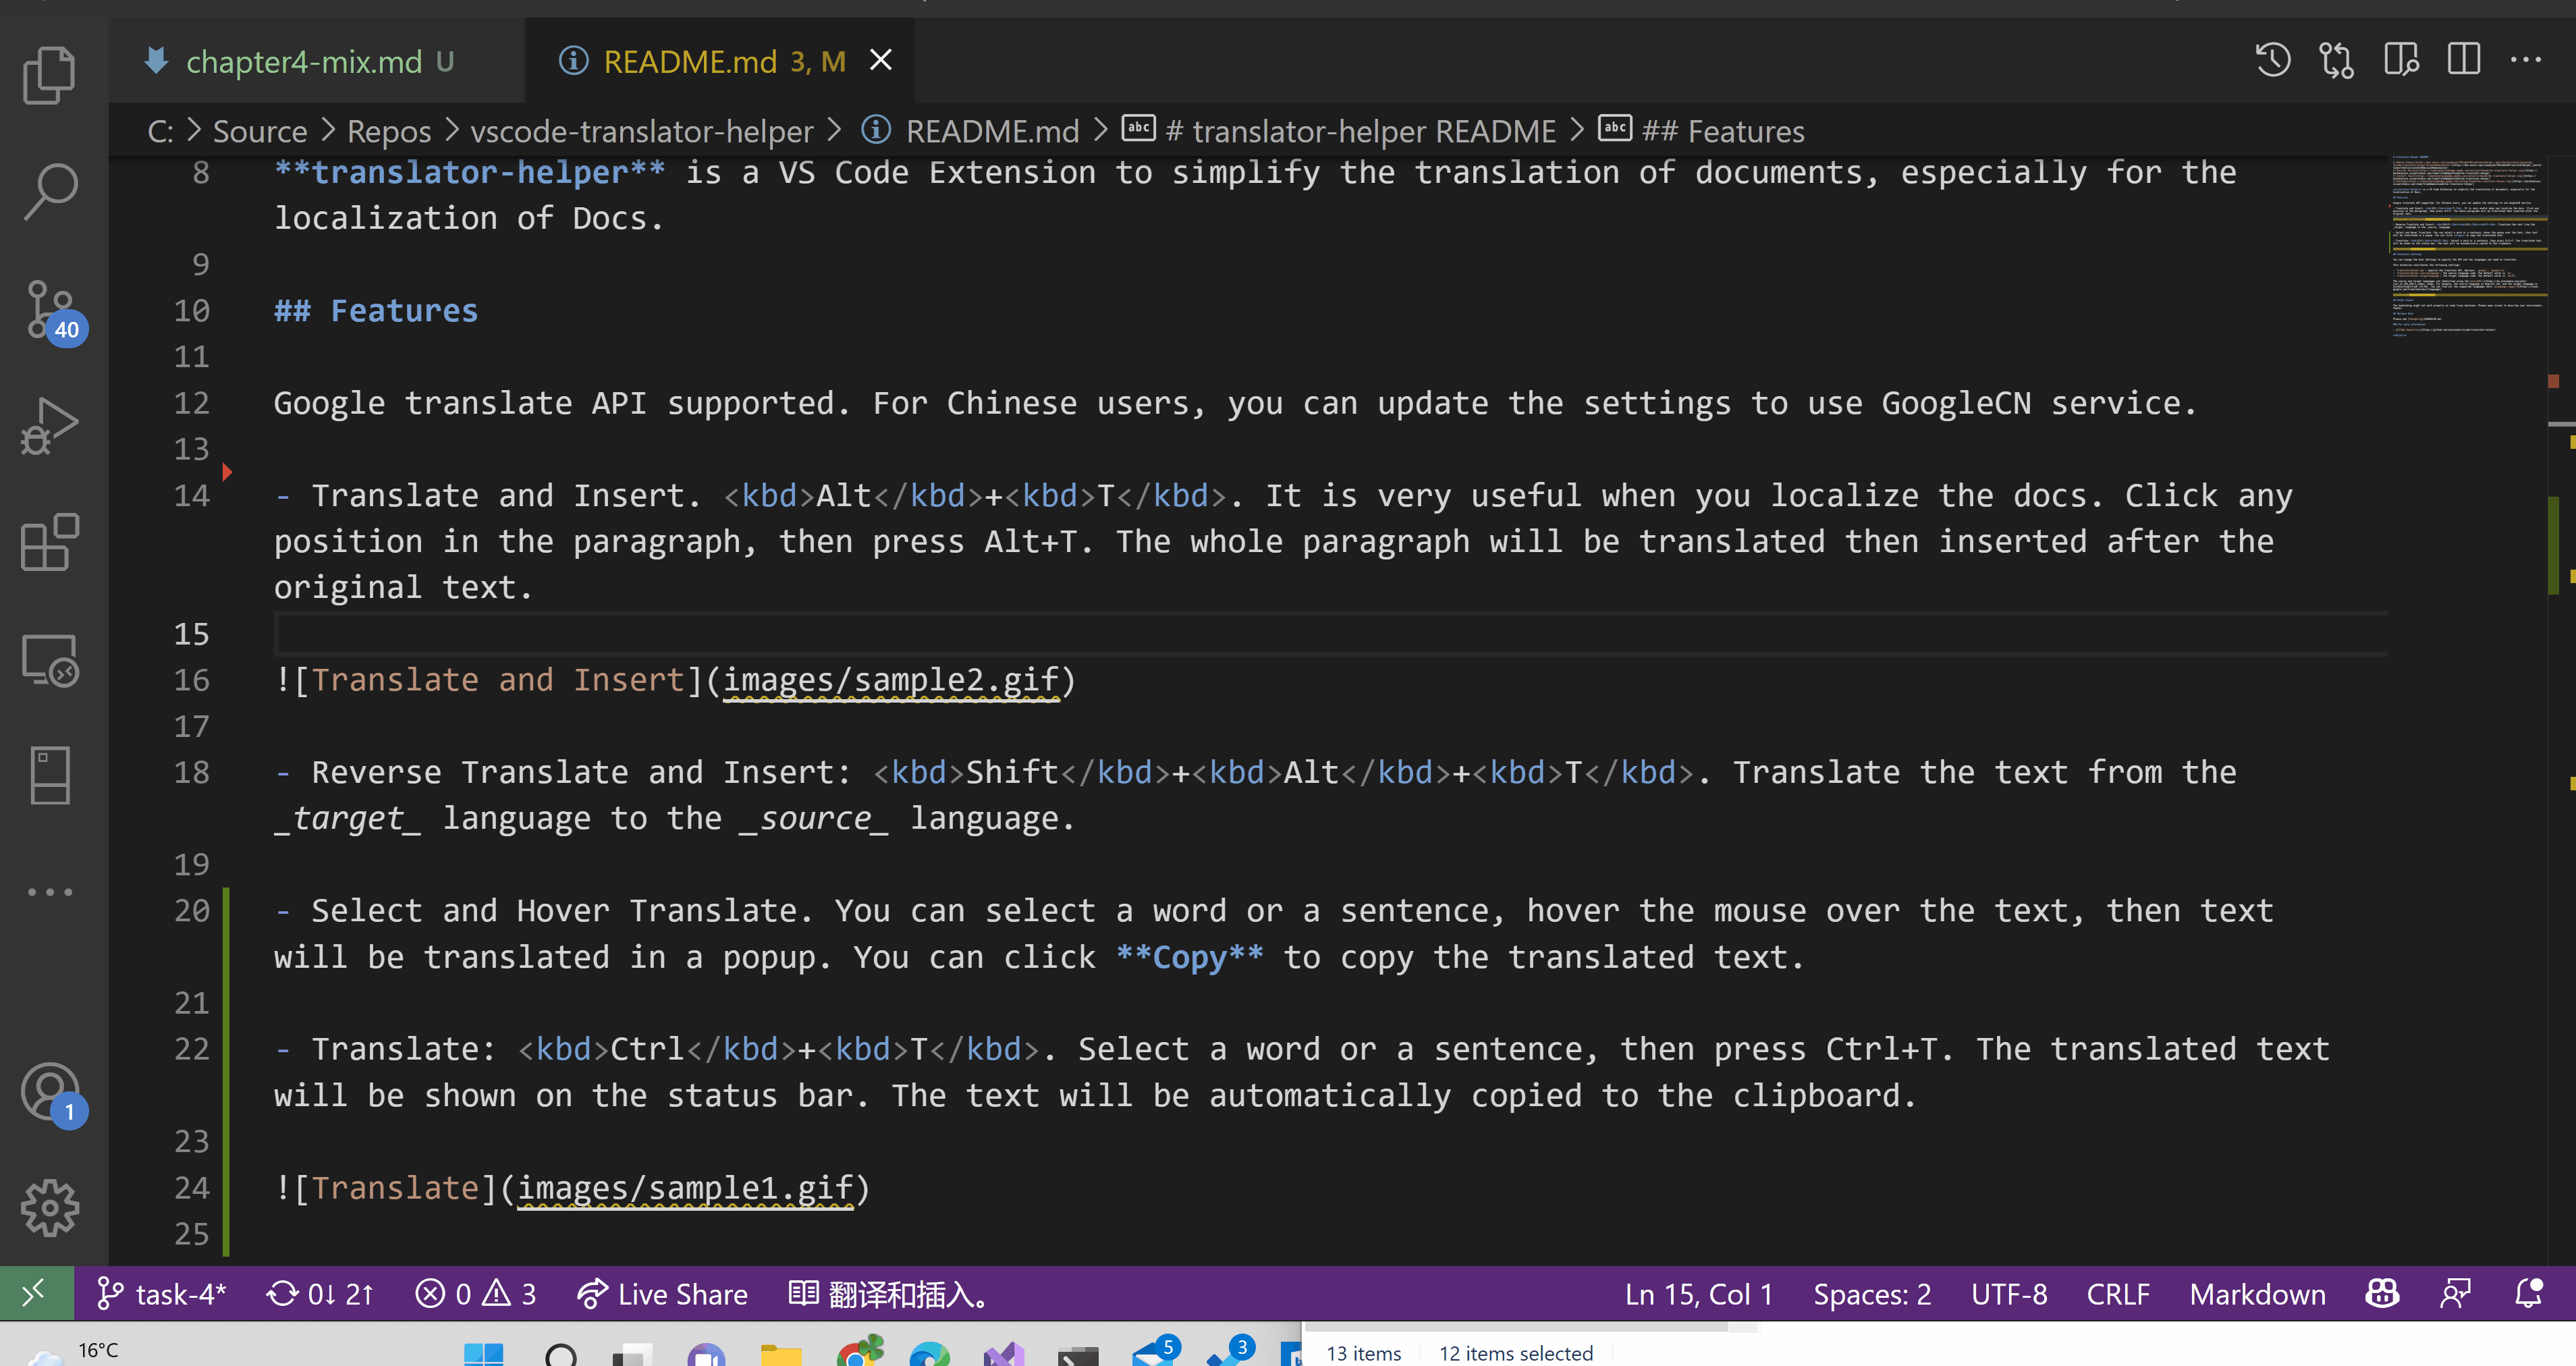 chapter4-mix.md U
README.md 3, M
C: > Source > Repos > vscode-translator-helper > README.md > # translator-helper README > ## Features
8 **translator-helper** is a VS Code Extension to simplify the translation of documents, especially for the
localization of Docs.
9
10 ## Features
11
12 Google translate API supported. For Chinese users, you can update the settings to use GoogleCN service.
13
14 - Translate and Insert. <kbd>Alt</kbd>+<kbd>T</kbd>. It is very useful when you localize the docs. Click any
position in the paragraph, then press Alt+T. The whole paragraph will be translated then inserted after the
original text.
15
16 ![Translate and Insert](images/sample2.gif)
17
18 - Reverse Translate and Insert: <kbd>Shift</kbd>+<kbd>Alt</kbd>+<kbd>T</kbd>. Translate the text from the
_target_ language to the _source_ language.
19
20 - Select and Hover Translate. You can select a word or a sentence, hover the mouse over the text, then text
will be translated in a popup. You can click **Copy** to copy the translated text.
21
22 - Translate: <kbd>Ctrl</kbd>+<kbd>T</kbd>. Select a word or a sentence, then press Ctrl+T. The translated text
will be shown on the status bar. The text will be automatically copied to the clipboard.
23
24 ![Translate](images/sample1.gif)
25
40
1
task-4* 0↓ 2↑ 0 3 Live Share 翻译和插入。 Ln 15, Col 1 Spaces: 2 UTF-8 CRLF Markdown
16°C
5
3
13 items 12 items selected